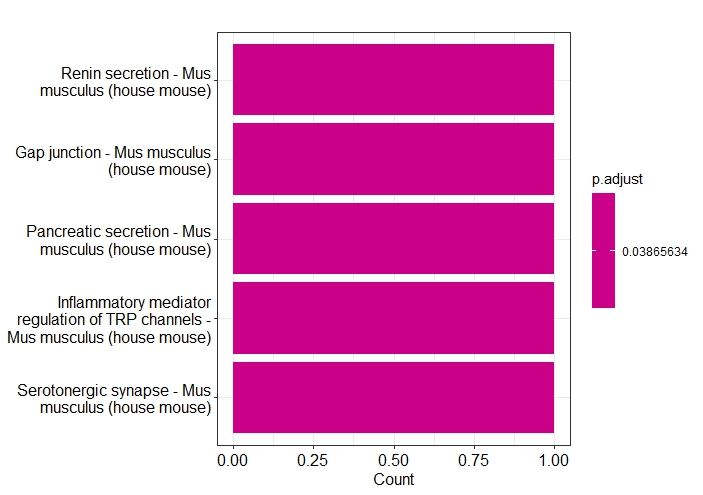 Renin secretion - Mus
musculus (house mouse)
Gap junction - Mus musculus
(house mouse)
Pancreatic secretion - Mus
musculus (house mouse)
Inflammatory mediator
regulation of TRP channels -
Mus musculus (house mouse)
Serotonergic synapse - Mus
musculus (house mouse)
0.00 0.25 0.50 0.75 1.00
Count
p.adjust
0.03865634